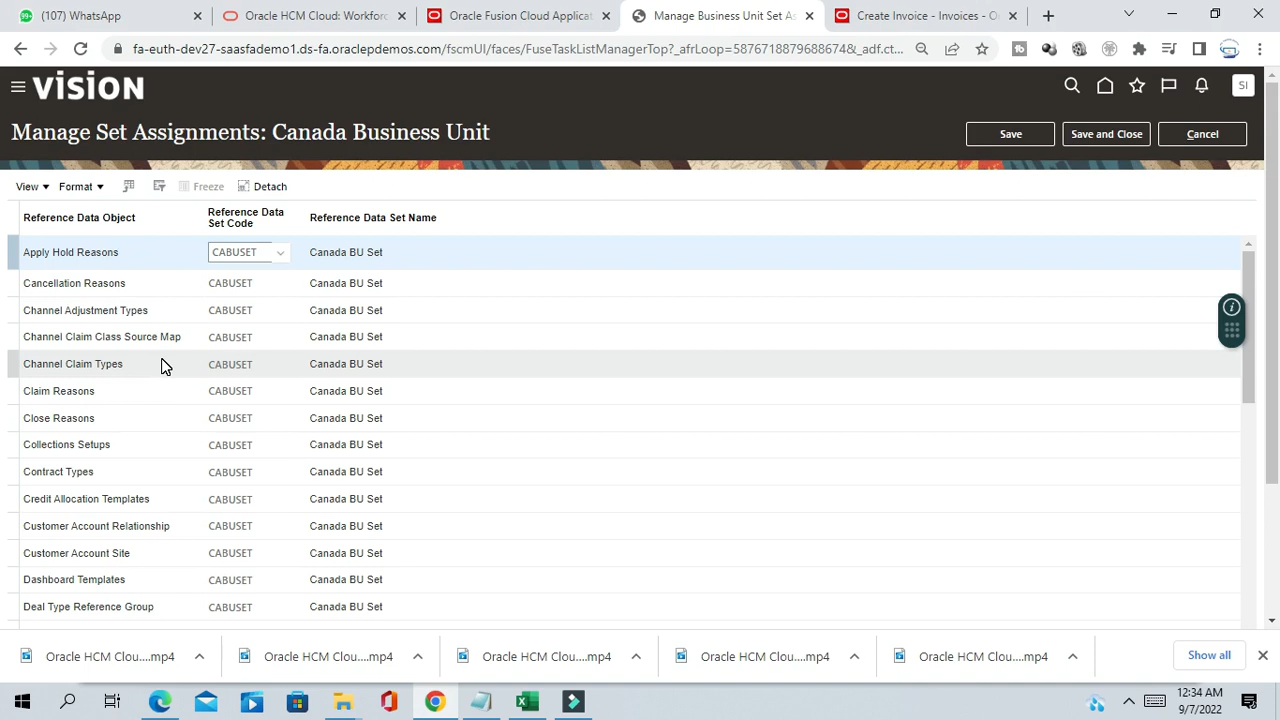 (107) WhatsApp
Oracle HCM Cloud: Workforc
Oracle Fusion Cloud Applicat
Manage Business Unit Set As
Create Invoice - Invoices - O
fa-euth-dev27-saasfademo1.ds-fa.oraclepdemos.com/fscmUI/faces/FuseTaskListManagerTop?_afrLoop=58767188796886748&_adf.ct...
vision
SI
Manage Set Assignments: Canada Business Unit
Save
Save and Close
Cancel
View
Format
Freeze
Detach
Reference Data Object
Reference Data Set Code
Reference Data Set Name
Apply Hold Reasons CABUSET Canada BU Set
Cancellation Reasons CABUSET Canada BU Set
Channel Adjustment Types CABUSET Canada BU Set
Channel Claim Class Source Map CABUSET Canada BU Set
Channel Claim Types CABUSET Canada BU Set
Claim Reasons CABUSET Canada BU Set
Close Reasons CABUSET Canada BU Set
Collections Setups CABUSET Canada BU Set
Contract Types CABUSET Canada BU Set
Credit Allocation Templates CABUSET Canada BU Set
Customer Account Relationship CABUSET Canada BU Set
Customer Account Site CABUSET Canada BU Set
Dashboard Templates CABUSET Canada BU Set
Deal Type Reference Group CABUSET Canada BU Set
Oracle HCM Clou....mp4
Oracle HCM Clou....mp4
Oracle HCM Clou....mp4
Oracle HCM Clou....mp4
Oracle HCM Clou....mp4
Show all
12:34 AM
9/7/2022